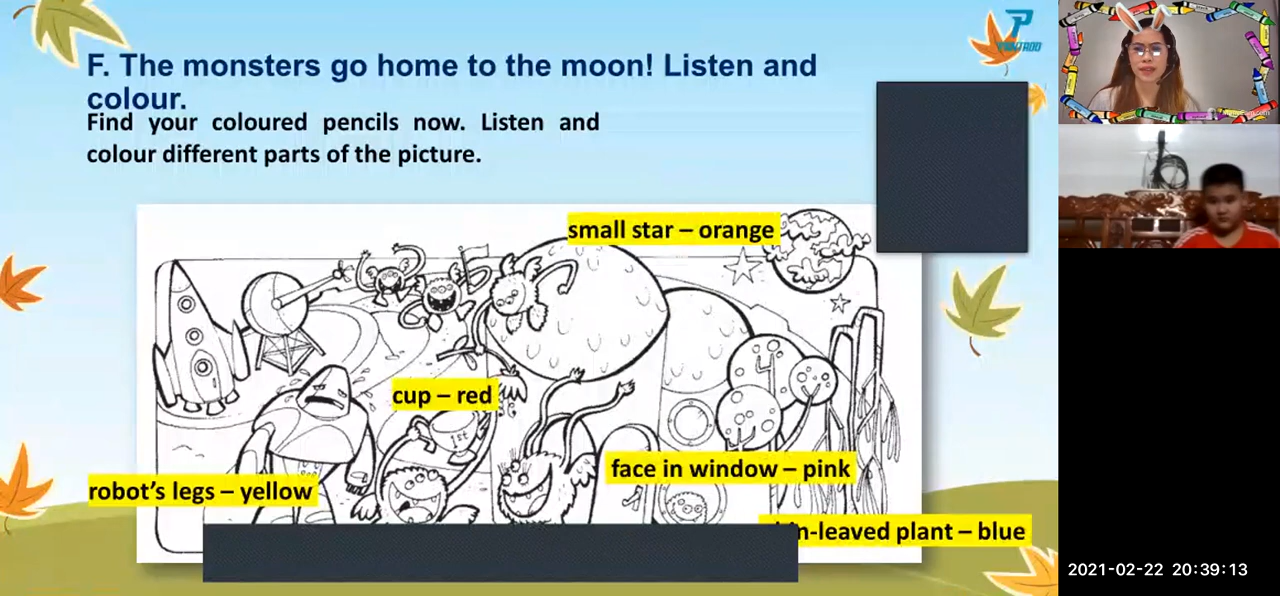 F. The monsters go home to the moon! Listen and
colour.
Find your coloured pencils now. Listen and
colour different parts of the picture.
small star – orange
cup – red
1st
face in window – pink
robot's legs – yellow
plant – blue
2021-02-22 20:39:13